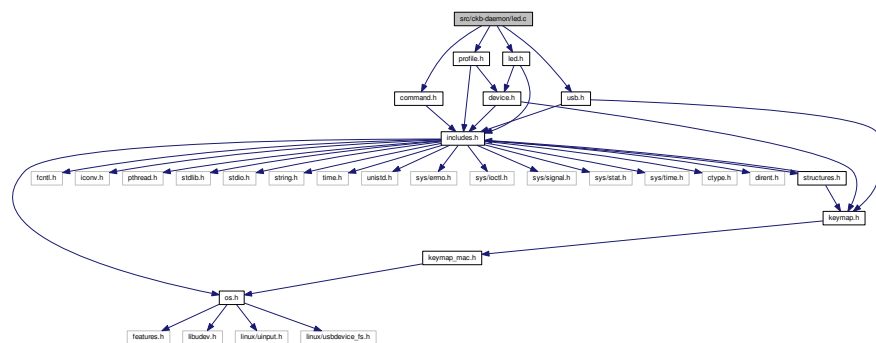 src/ckb-daemon/led.c
profile.h
led.h
command.h
device.h
usb.h
includes.h
fcntl.h
iconv.h
pthread.h
stdlib.h
stdio.h
string.h
time.h
unistd.h
sys/errno.h
sys/ioctl.h
sys/signal.h
sys/stat.h
sys/time.h
ctype.h
dirent.h
structures.h
keymap.h
keymap_mac.h
os.h
features.h
libudev.h
linux/uinput.h
linux/usbdevice_fs.h